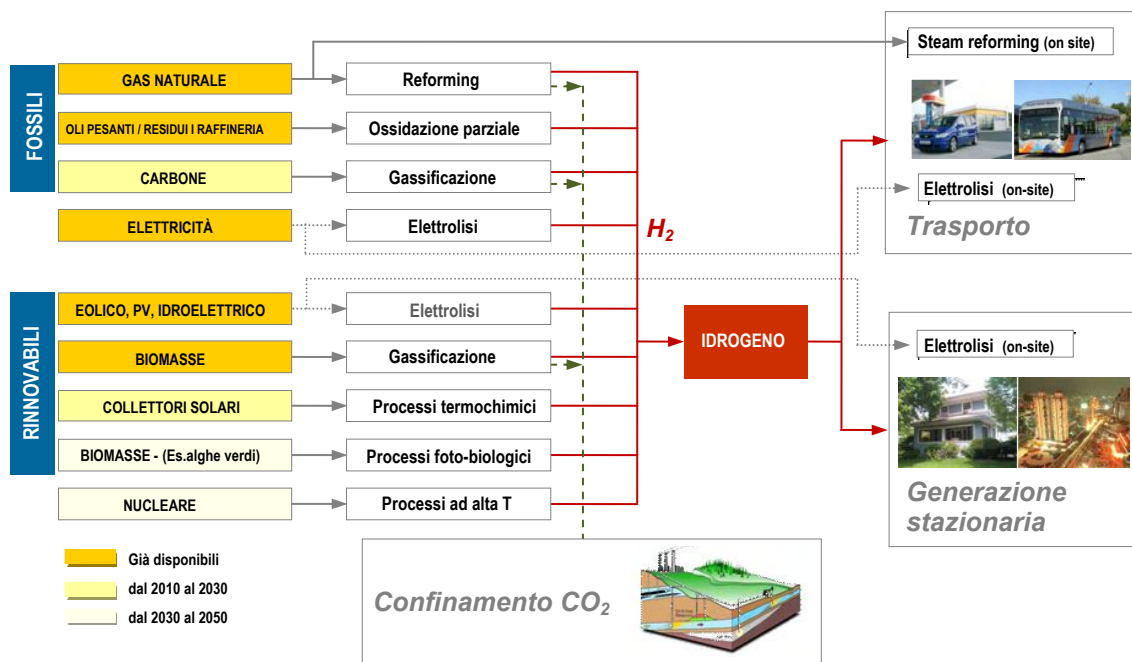 Steam reforming (on site)
FOSSILI
GAS NATURALE
Reforming
OLI PESANTI / RESIDUI I RAFFINERIA
Ossidazione parziale
CARBONE
Gassificazione
ELETTRICITÀ
Elettrolisi
H2
Elettrolisi (on-site)
Trasporto
RINNOVABILI
EOLICO, PV, IDROELETTRICO
Elettrolisi
BIOMASSE
Gassificazione
COLLETTORI SOLARI
Processi termochimici
BIOMASSE - (Es.alghe verdi)
Processi foto-biologici
NUCLEARE
Processi ad alta T
IDROGENO
Elettrolisi (on-site)
Generazione
stazionaria
Già disponibili
dal 2010 al 2030
dal 2030 al 2050
Confinamento CO2